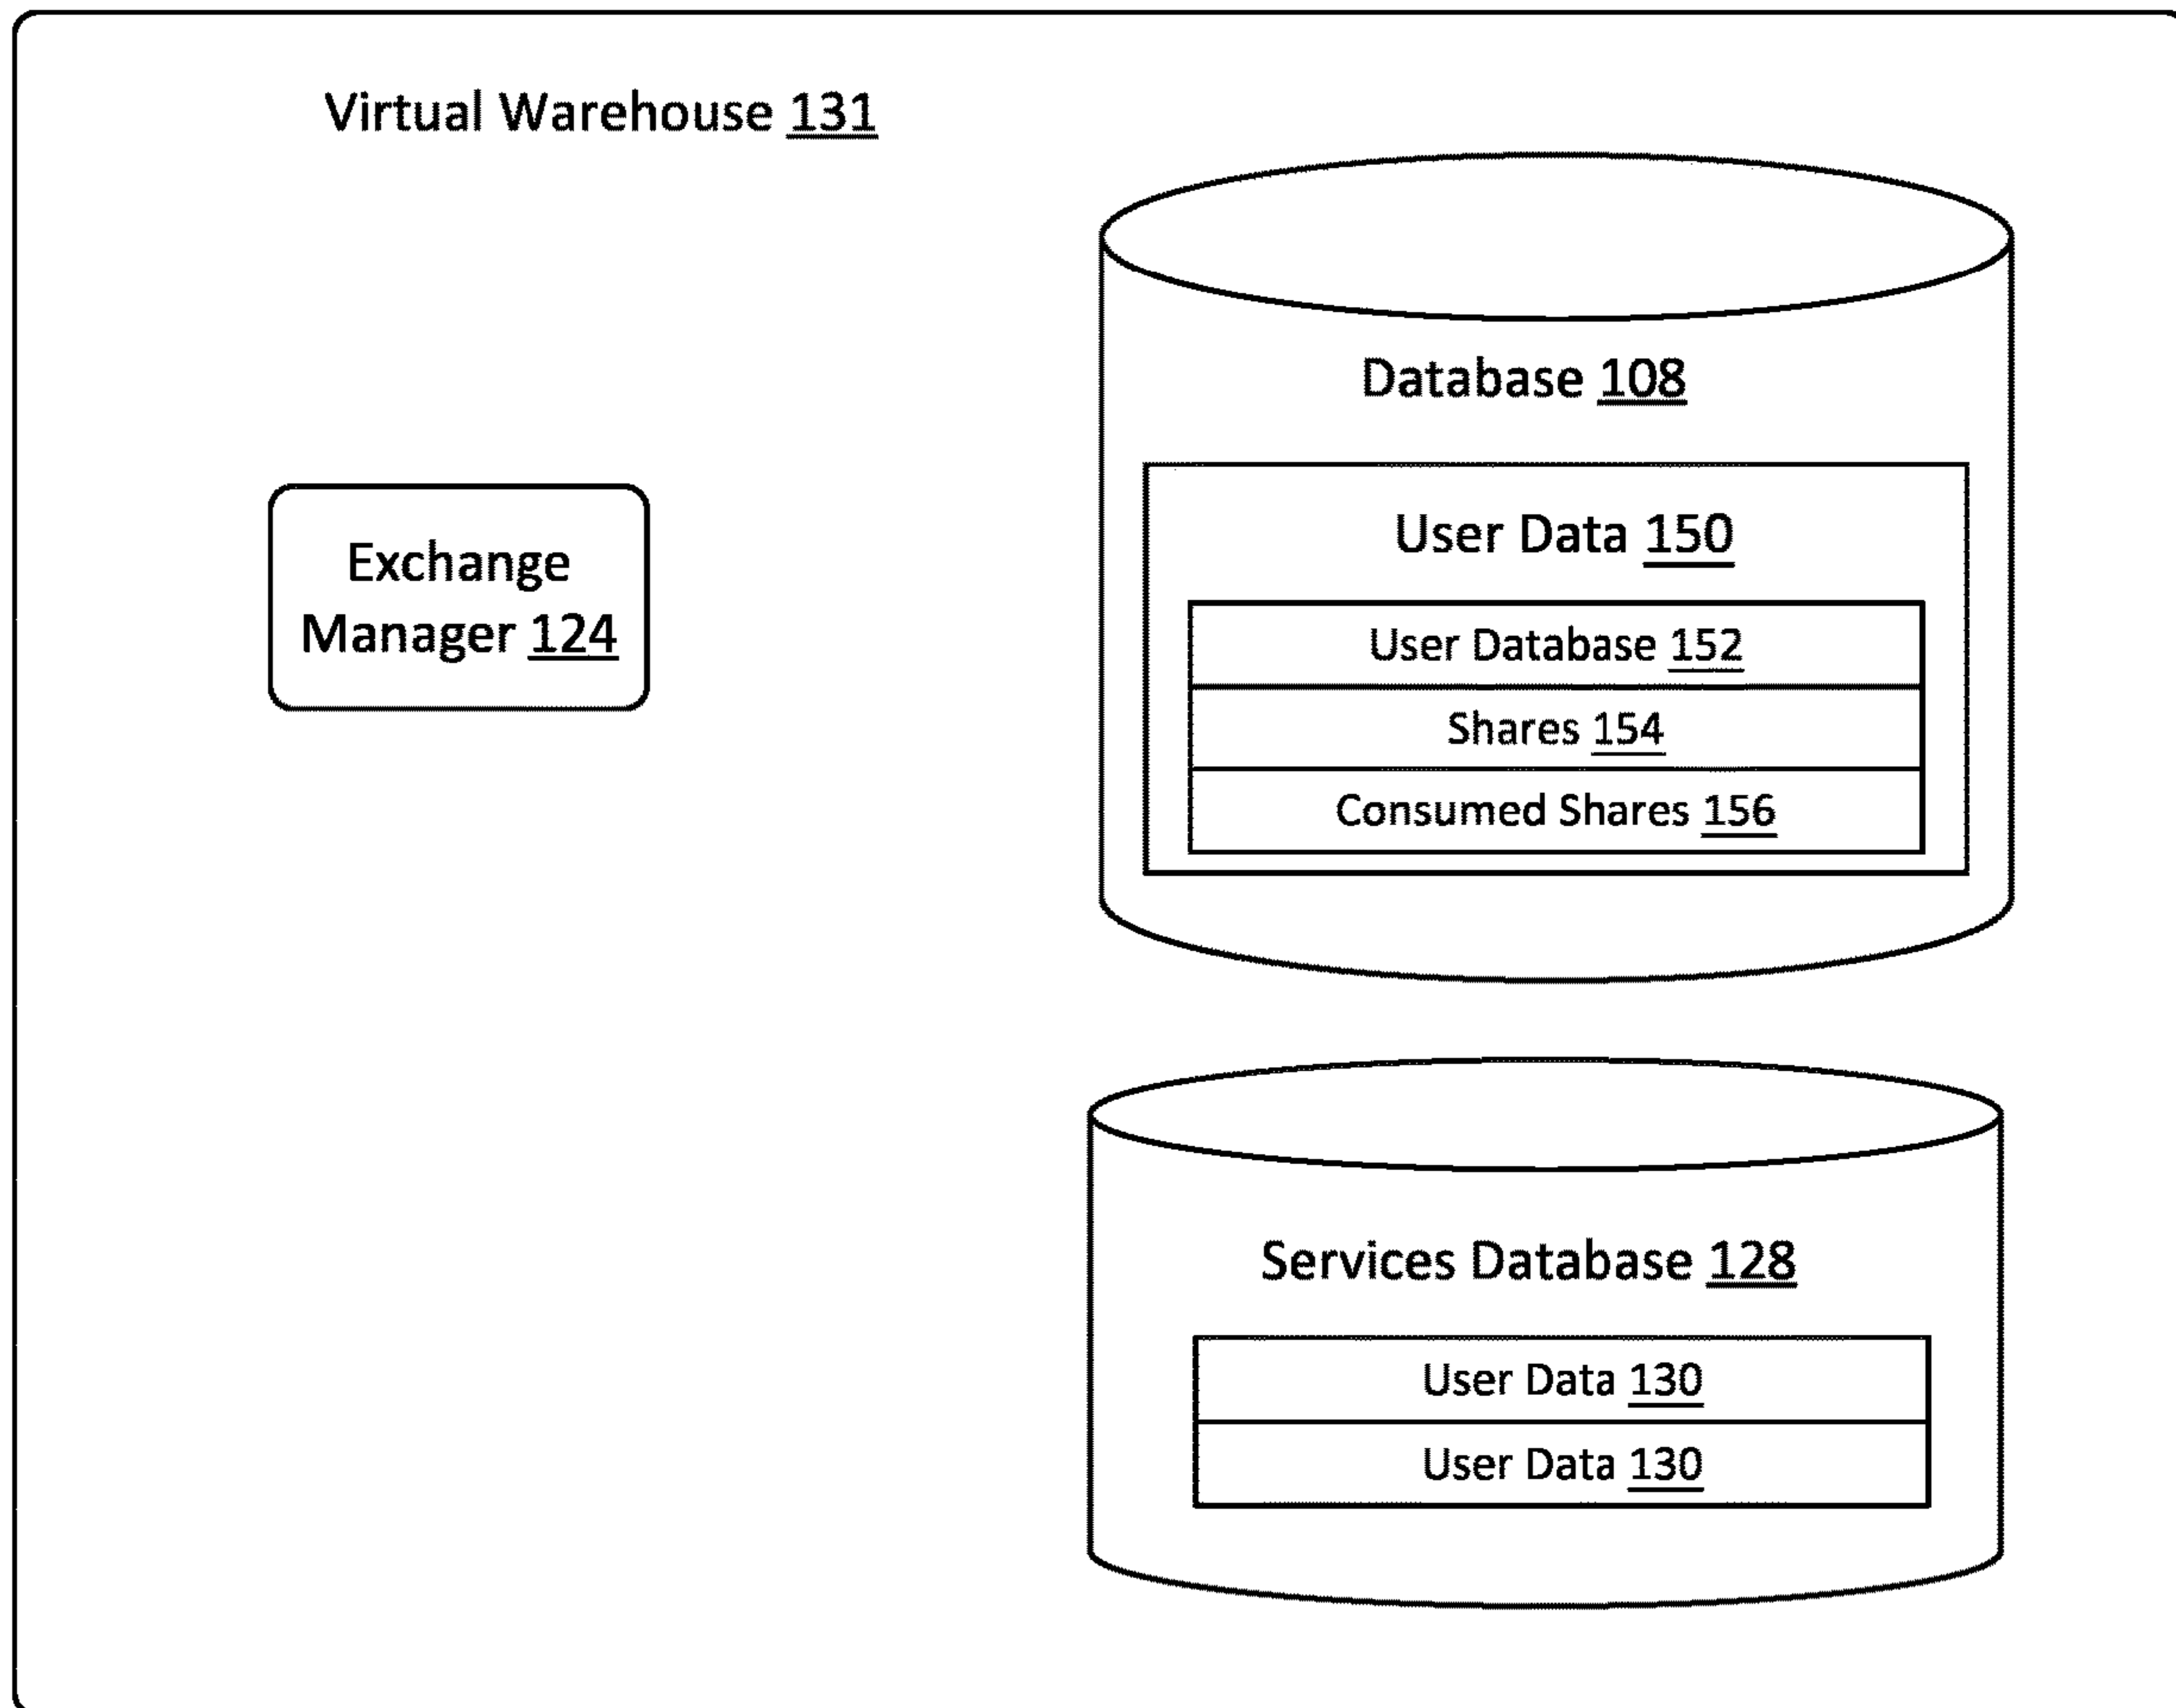 Virtual Warehouse 131
Exchange
Manager 124
Database 108
User Data 150
User Database 152
Shares 154
Consumed Shares 156
Services Database 128
User Data 130
User Data 130